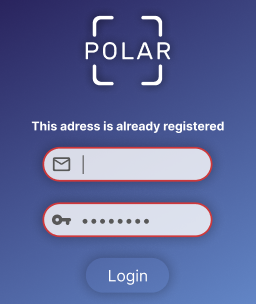 POLAR
This adress is already registered
••••••••
Login